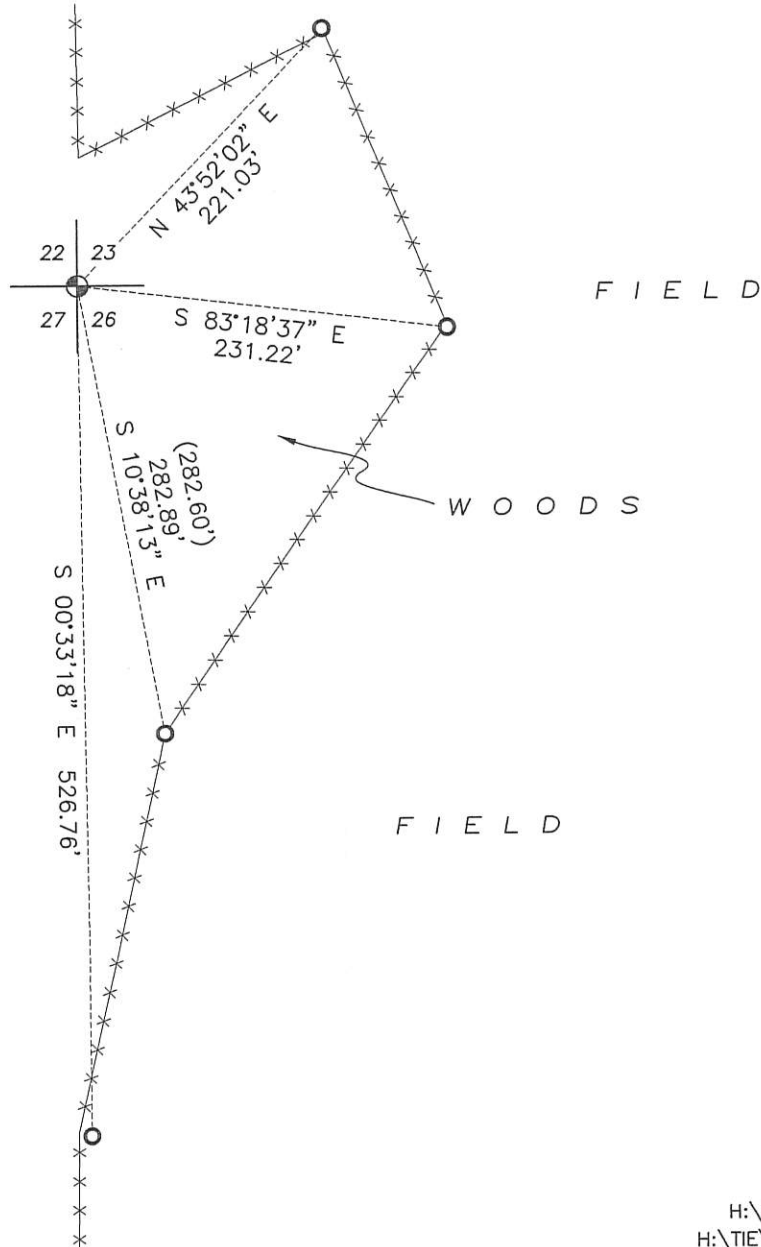 N 43°52'02" E
221.03'
22 23
27 26
FIELD
S 83°18'37" E
231.22'
(282.60')
282.89'
S 10°38'13" E
WOODS
S 00°33'18" E 526.76'
FIELD
H:\
H:\TIE\